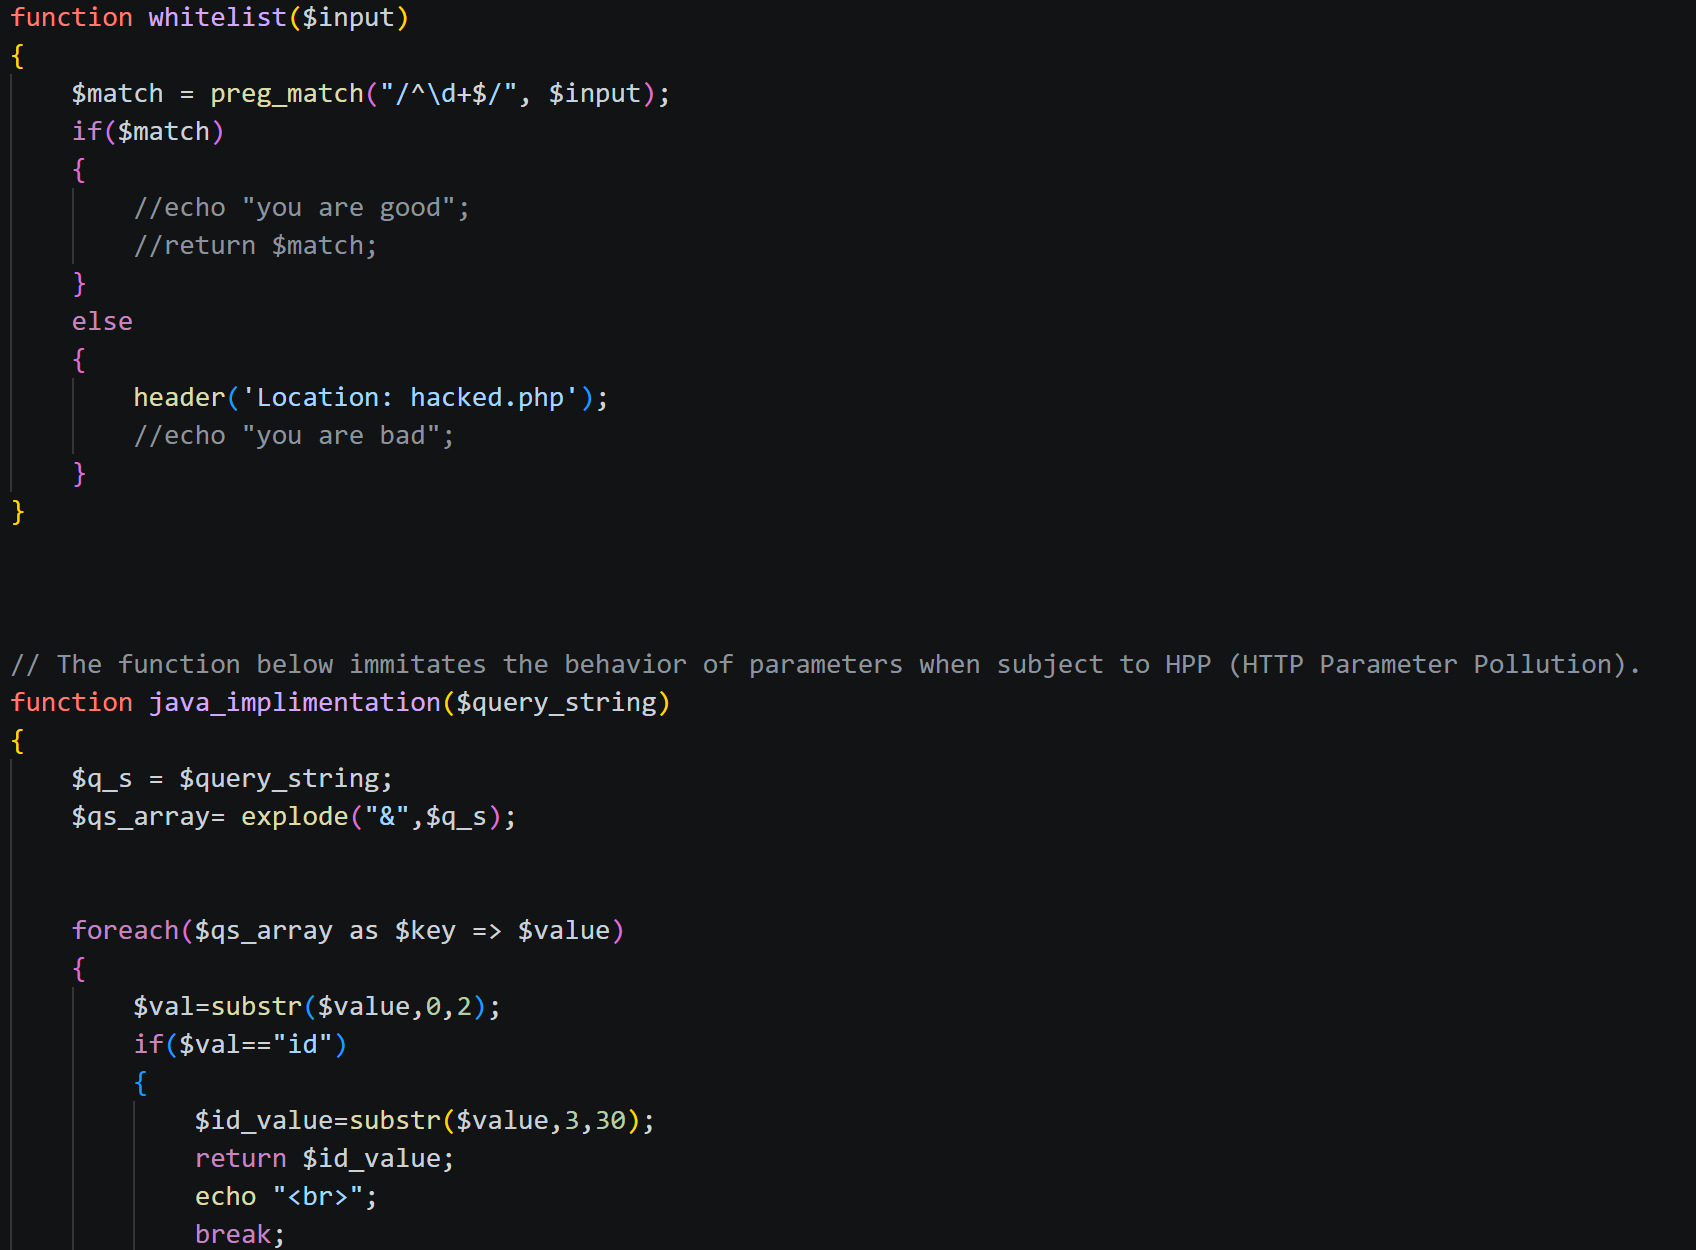 function whitelist($input)
{
    $match = preg_match("/^\d+$/", $input);
    if($match)
    {
        //echo "you are good";
        //return $match;
    }
    else
    {
        header('Location: hacked.php');
        //echo "you are bad";
    }
}
// The function below immitates the behavior of parameters when subject to HPP (HTTP Parameter Pollution).
function java_implimentation($query_string)
{
    $q_s = $query_string;
    $qs_array= explode("&",$q_s);
    foreach($qs_array as $key => $value)
    {
        $val=substr($value,0,2);
        if($val=="id")
        {
            $id_value=substr($value,3,30);
            return $id_value;
            echo "<br>";
            break;